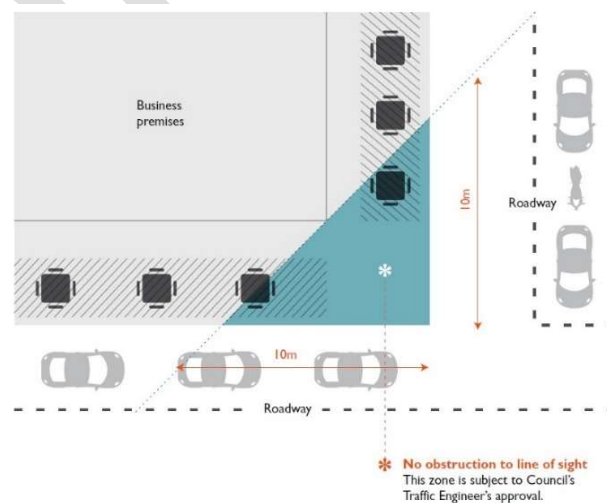 Business
premises
10m
Roadway
*
10m
Roadway
* No obstruction to line of sight
This zone is subject to Council's
Traffic Engineer's approval.